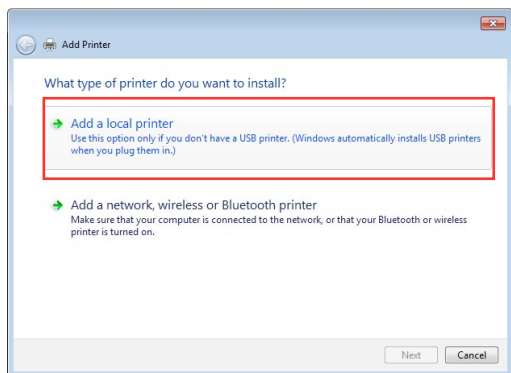 Add Printer
What type of printer do you want to install?
Add a local printer
Use this option only if you don't have a USB printer. (Windows automatically installs USB printers
when you plug them in.)
Add a network, wireless or Bluetooth printer
Make sure that your computer is connected to the network, or that your Bluetooth or wireless
printer is turned on.
Next Cancel